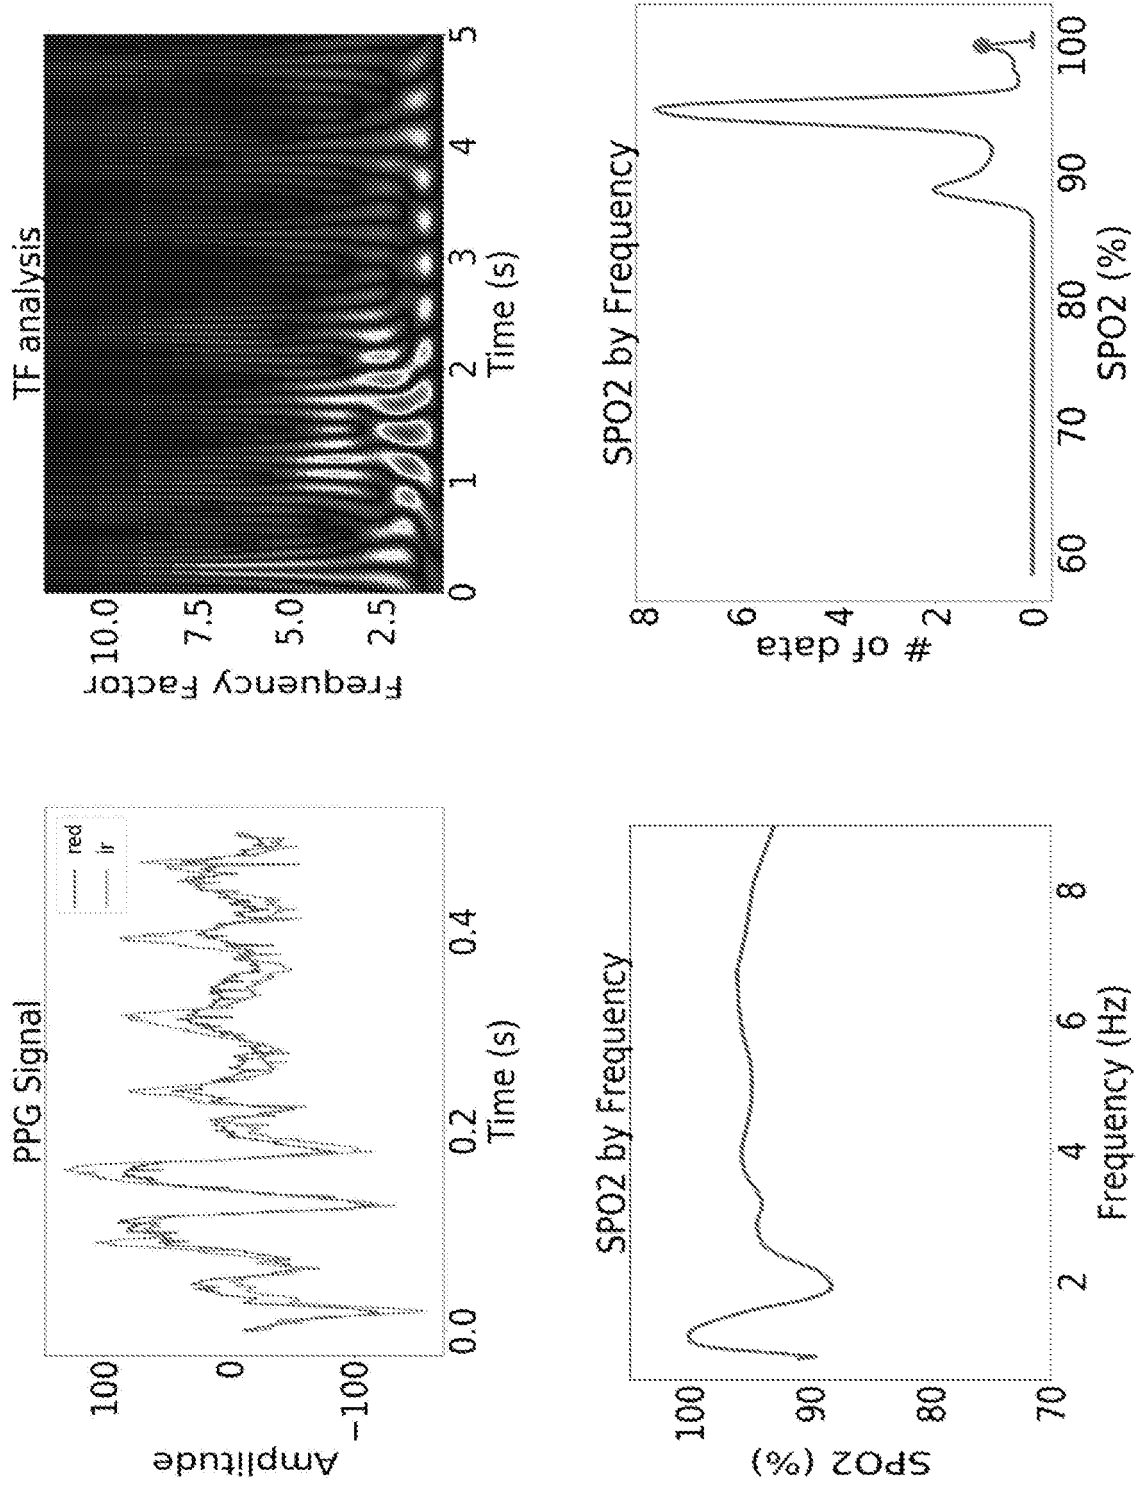 PPG Signal
red
ir
100
0
−100
Amplitude
0.0
0.2
0.4
Time (s)
TF analysis
10.0
7.5
5.0
2.5
Frequency Factor
0
1
2
3
4
5
Time (s)
SPO2 by Frequency
100
90
80
70
SPO2 (%)
2
4
6
8
Frequency (Hz)
SPO2 by Frequency
8
6
4
2
0
# of data
60
70
80
90
100
SPO2 (%)